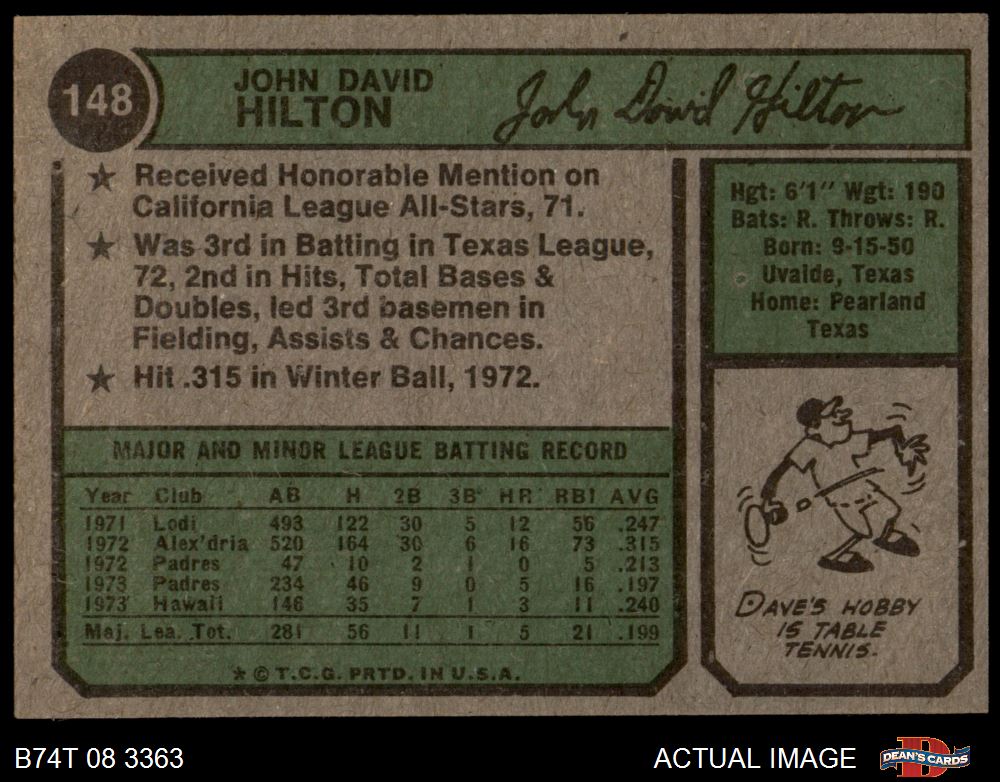 148
JOHN DAVID
HILTON
John David Hilton
★ Received Honorable Mention on
California League All-Stars, 71.
★ Was 3rd in Batting in Texas League,
72, 2nd in Hits, Total Bases &
Doubles, led 3rd basemen in
Fielding, Assists & Chances.
★ Hit .315 in Winter Ball, 1972.
Hgt: 6'1" Wgt: 190
Bats: R. Throws: R.
Born: 9-15-50
Uvalde, Texas
Home: Pearland
Texas
MAJOR AND MINOR LEAGUE BATTING RECORD
Year Club AB H 2B 3B HR RBI AVG
1971 Lodi 493 122 30 5 12 56 .247
1972 Alex'dria 520 164 30 6 16 73 .315
1972 Padres 47 10 2 1 0 5 .213
1973 Padres 234 46 9 0 5 16 .197
1973 Hawaii 146 35 7 1 3 11 .240
Maj. Lea. Tot. 281 56 11 1 5 21 .199
* © T.C.G. PRTD. IN U.S.A.
DAVE'S HOBBY
IS TABLE
TENNIS.
B74T 08 3363
ACTUAL IMAGE
DEAN'S CARDS